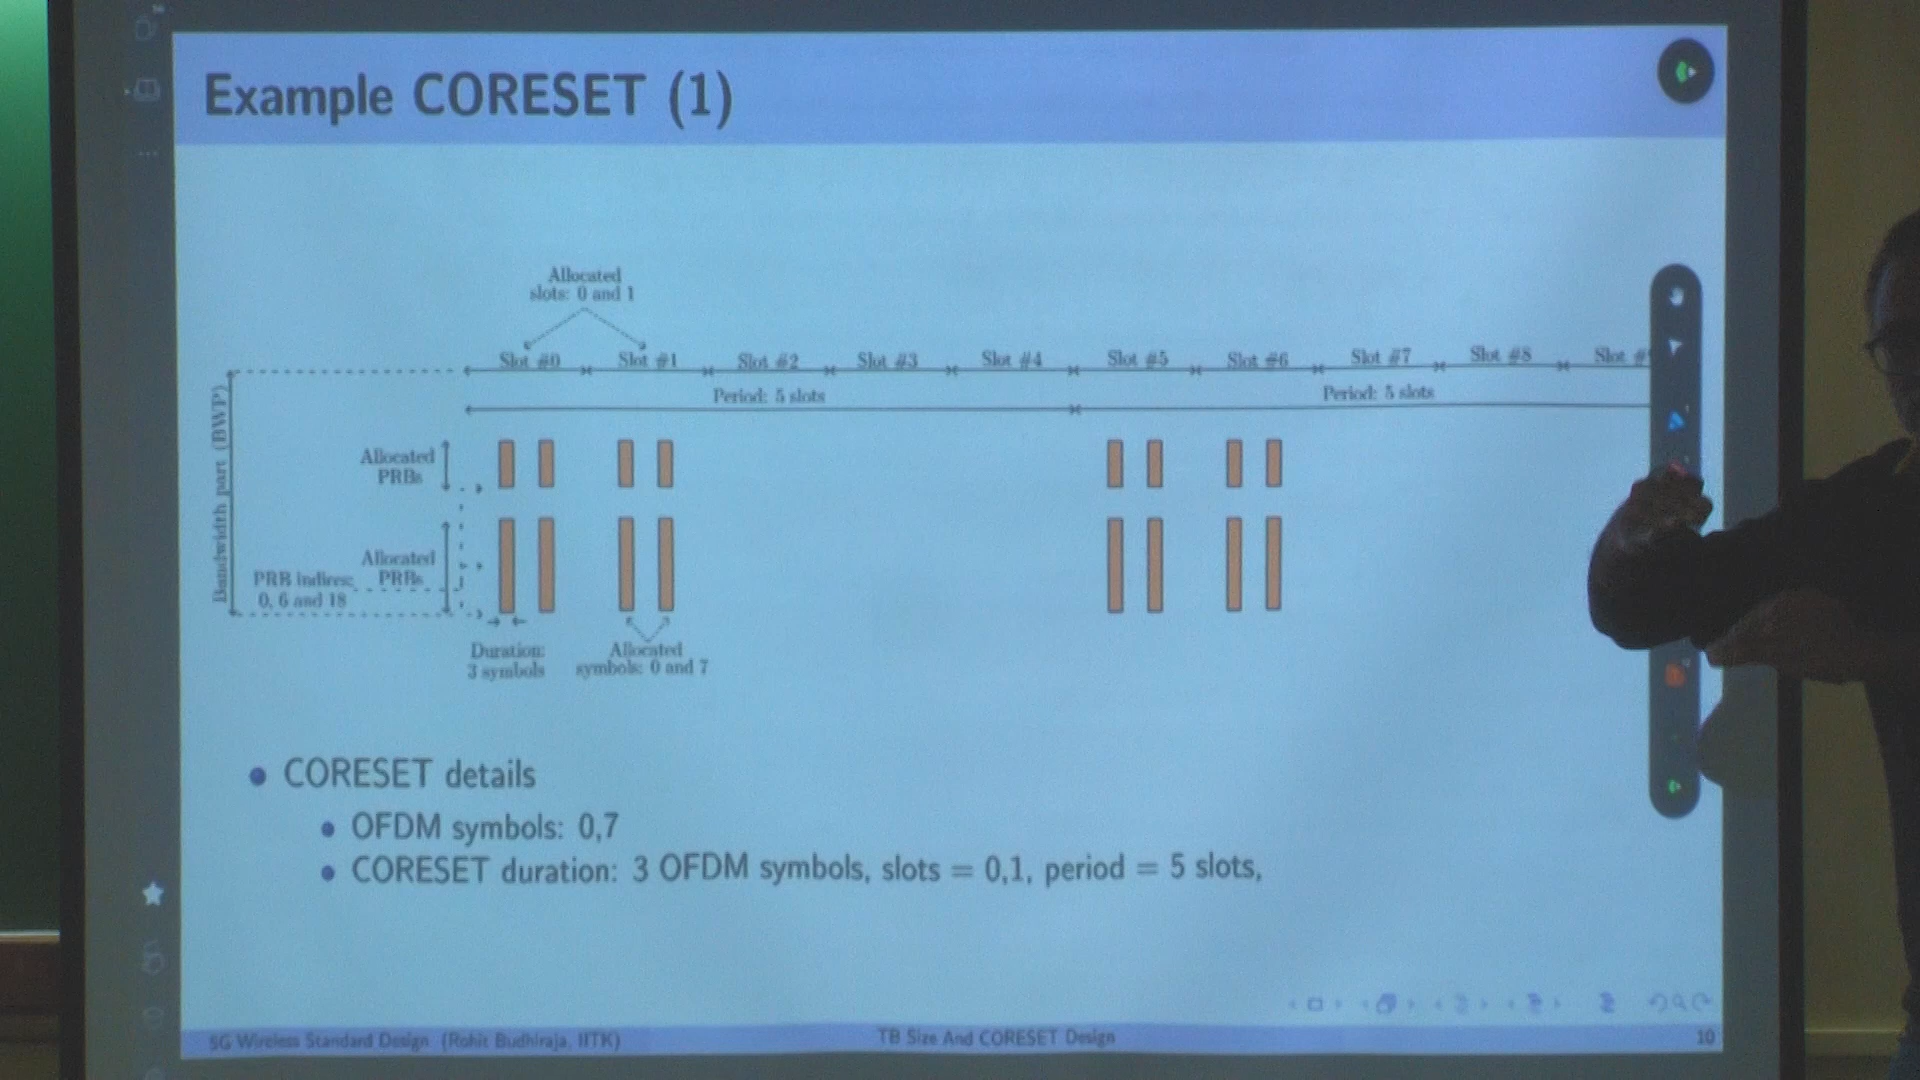 Example CORESET (1)
Allocated
slots: 0 and 1
Slot #0 Slot #1 Slot #2 Slot #3 Slot #4 Slot #5 Slot #6 Slot #7 Slot #8 Slot #
Period: 5 slots Period: 5 slots
Bandwidth part (BWP)
Allocated
PRBs
Allocated
PRBs
PRB indires:
0, 6 and 18
Duration:
3 symbols
Allocated
symbols: 0 and 7
CORESET details
OFDM symbols: 0,7
CORESET duration: 3 OFDM symbols, slots = 0,1, period = 5 slots,
5G Wireless Standard Design (Rohit Budhiraja, IITK) TB Size And CORESET Design 10